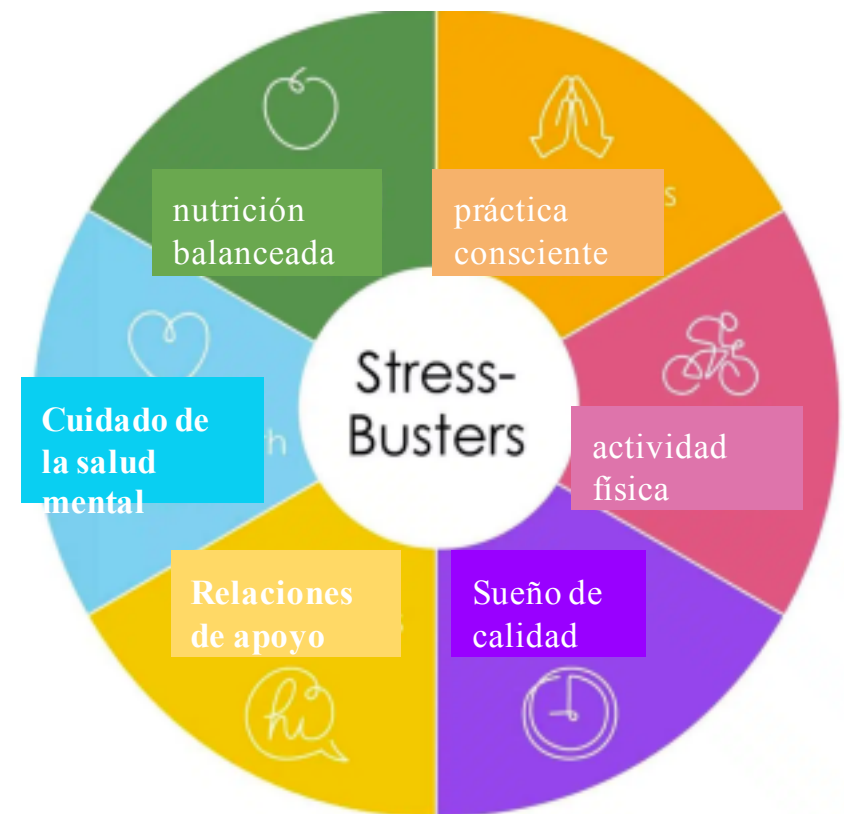 nutrición
balanceada
práctica
consciente
s
Stress-
Busters
Cuidado de
la salud
mental
h
actividad
física
Relaciones
de apoyo
Sueño de
calidad
hi